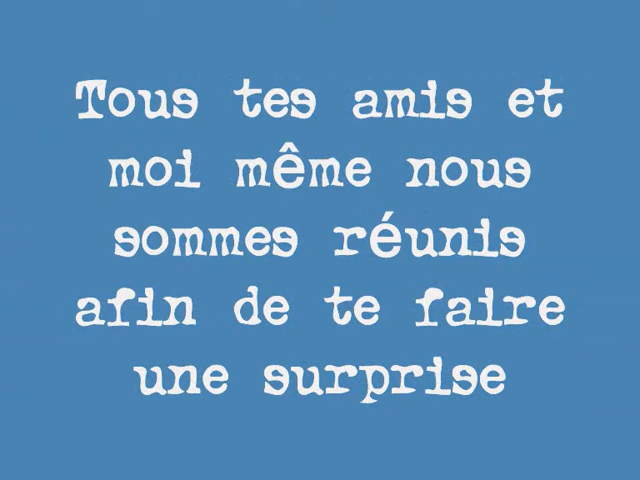 Tous tes amis et
moi même nous
sommes réunis
afin de te faire
une surprise